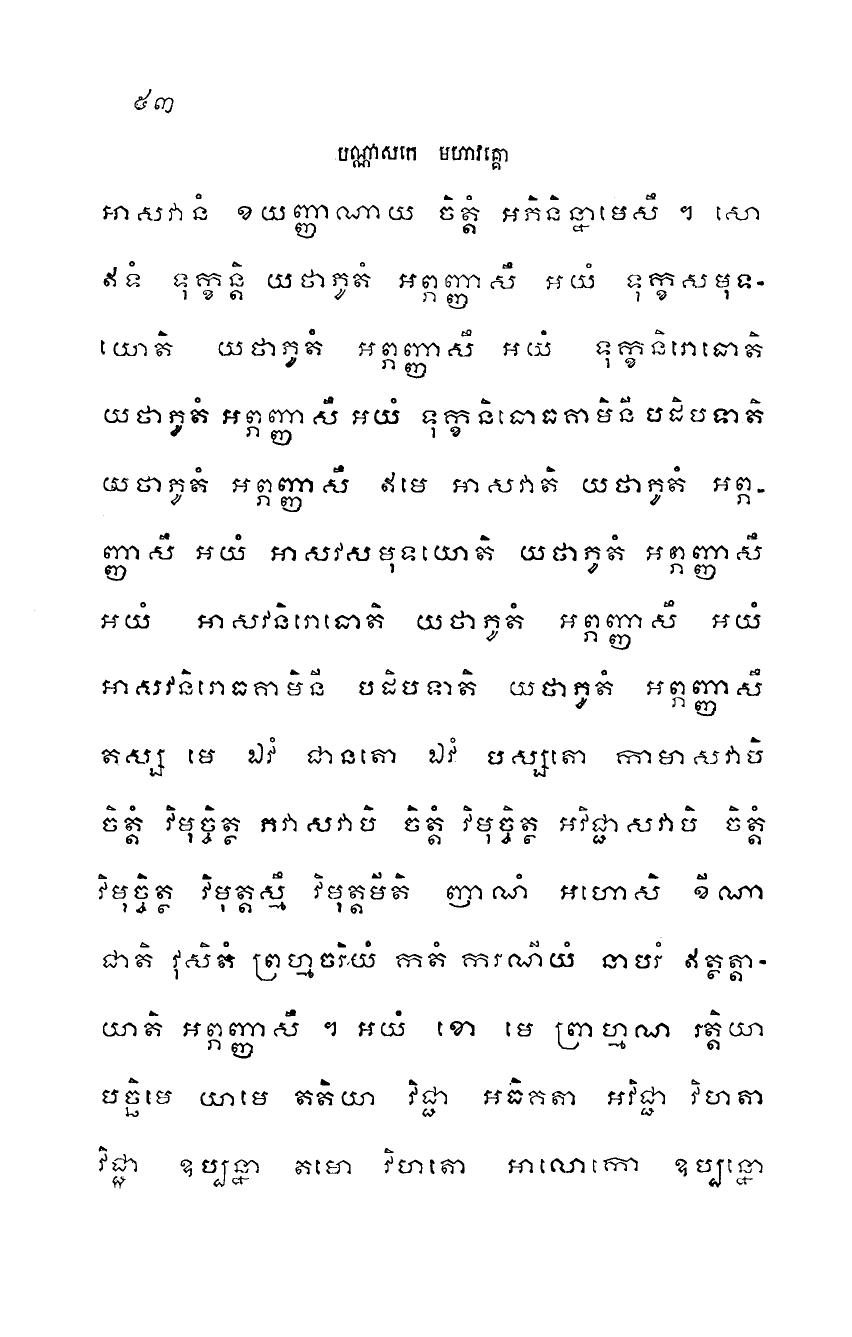 ៥៣
បណ្ណាសកេ មហាវគ្គោ
អាសវានំ ខយញ្ញាណាយ ចិត្តំ អភិនិន្នាមេសឹ ។ សោ
ឥទំ ទុក្ខន្តិ យថាភូតំ អព្ភញ្ញាសឹ អយំ ទុក្ខសមុទ-
យោតិ យថាភូតំ អព្ភញ្ញាសឹ អយំ ទុក្ខនិរោធោតិ
យថាភូតំ អព្ភញ្ញាសឹ អយំ ទុក្ខនិរោធគាមិនី បដិបទាតិ
យថាភូតំ អព្ភញ្ញាសឹ ឥមេ អាសវាតិ យថាភូតំ អព្ភ-
ញ្ញាសឹ អយំ អាសវសមុទយោតិ យថាភូតំ អព្ភញ្ញាសឹ
អយំ អាសវនិរោធោតិ យថាភូតំ អព្ភញ្ញាសឹ អយំ
អាសវនិរោធគាមិនី បដិបទាតិ យថាភូតំ អព្ភញ្ញាសឹ
តស្ស មេ ឯវំ ជានតោ ឯវំ បស្សតោ កាមាសវាបិ
ចិត្តំ វិមុច្ចិត្ថ ភវាសវាបិ ចិត្តំ វិមុច្ចិត្ថ អវិជ្ជាសវាបិ ចិត្តំ
វិមុច្ចិត្ថ វិមុត្តស្មឹ វិមុត្តមីតិ ញាណំ អហោសិ ខីណា
ជាតិ វុសិតំ ព្រហ្មចរិយំ កតំ ករណីយំ នាបរំ ឥត្ថត្តា-
យាតិ អព្ភញ្ញាសឹ ។ អយំ ខោ មេ ព្រាហ្មណ រត្តិយា
បច្ឆិមេ យាមេ តតិយា វិជ្ជា អធិគតា អវិជ្ជា វិហតា
វិជ្ជា ឧប្បន្នា តមោ វិហតោ អាលោកោ ឧប្បន្នោ